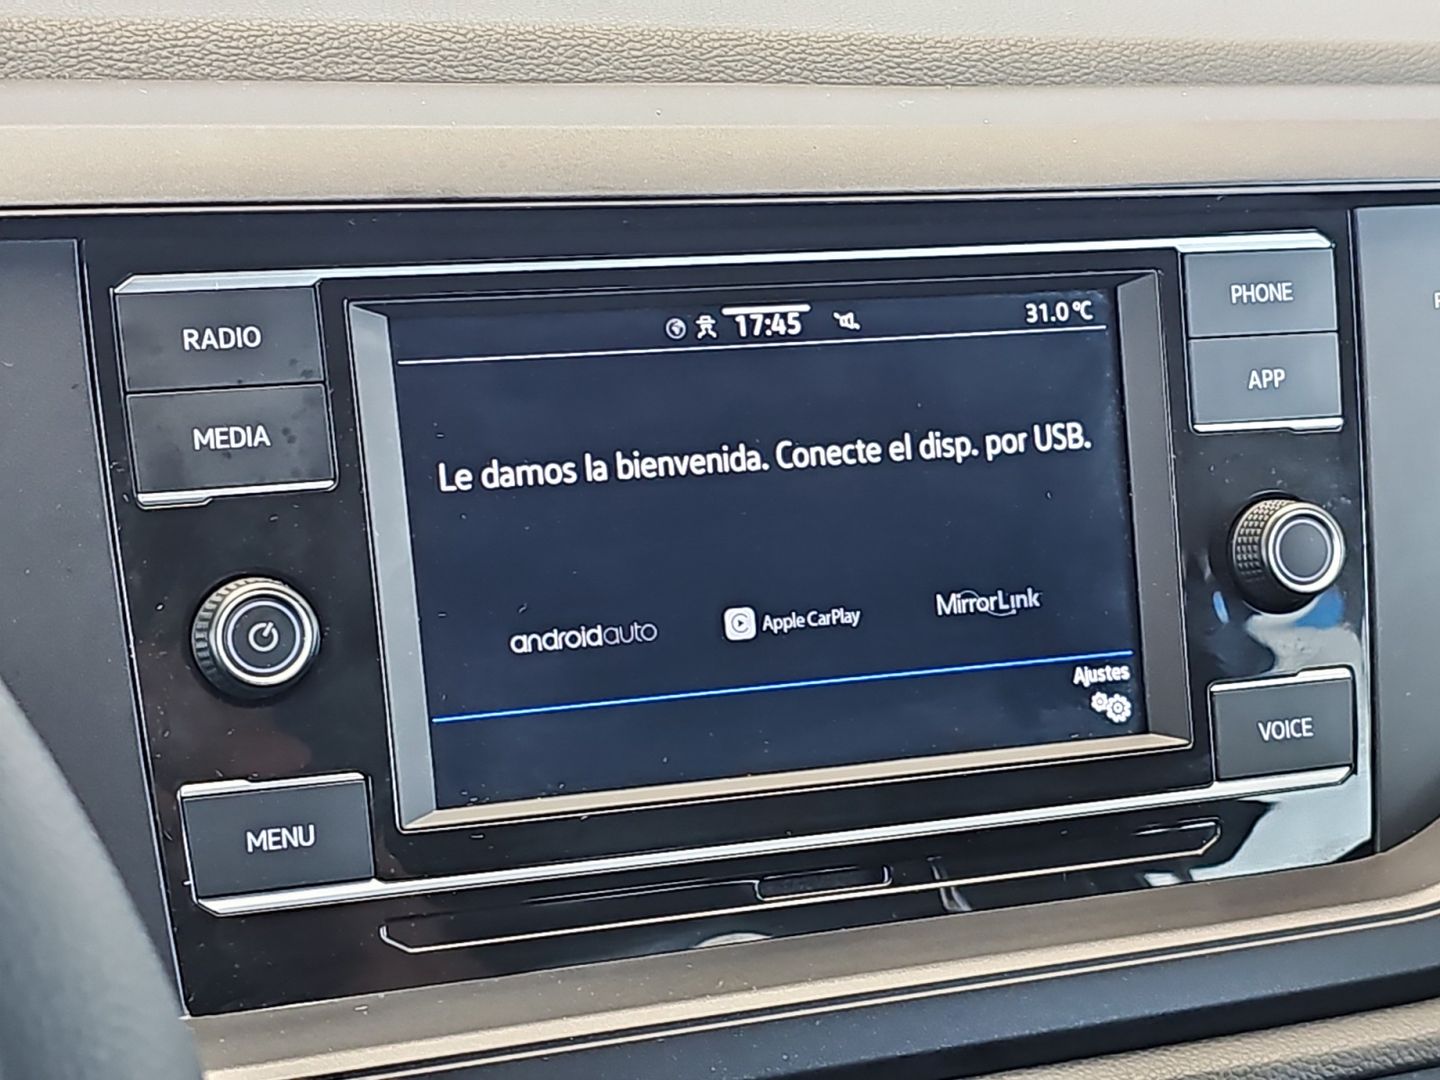 RADIO
MEDIA
MENU
17:45
31.0 °C
Le damos la bienvenida. Conecte el disp. por USB.
androidauto
Apple CarPlay
MirrorLink
Ajustes
PHONE
APP
VOICE